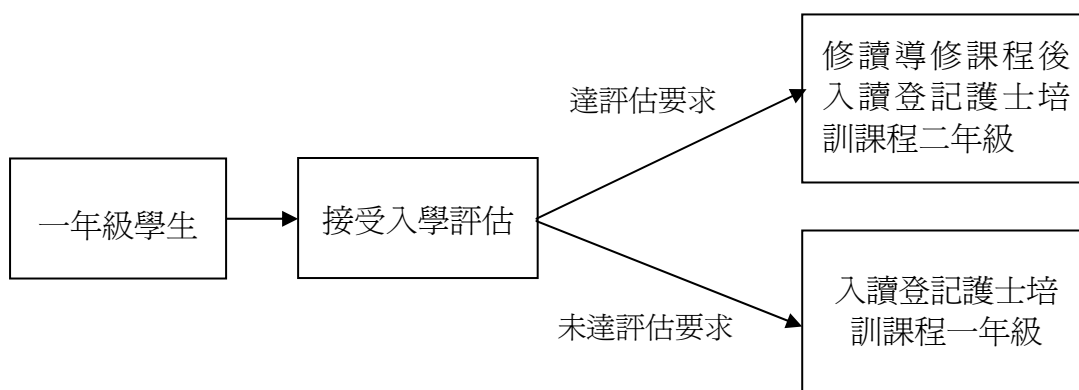 一年級學生
接受入學評估
達評估要求
未達評估要求
修讀導修課程後
入讀登記護士培
訓課程二年級
入讀登記護士培
訓課程一年級